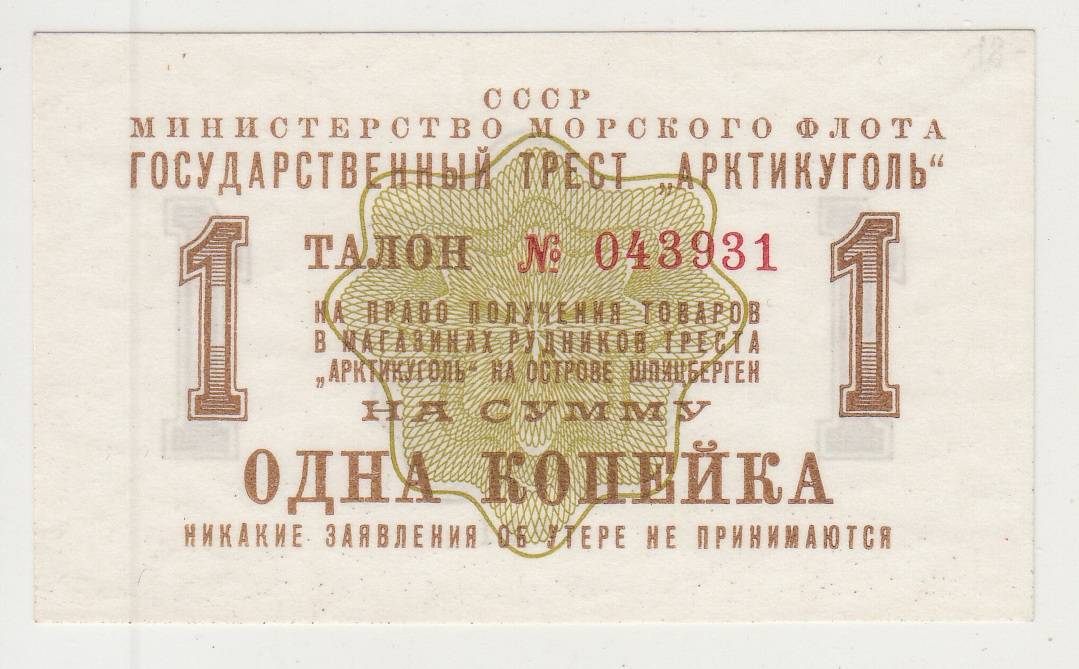 СССР
МИНИСТЕРСТВО МОРСКОГО ФЛОТА
ГОСУДАРСТВЕННЫЙ ТРЕСТ „АРКТИКУГОЛЬ“
1 ТАЛОН № 043931 1
НА ПРАВО ПОЛУЧЕНИЯ ТОВАРОВ
В МАГАЗИНАХ РУДНИКОВ ТРЕСТА
„АРКТИКУГОЛЬ“ НА ОСТРОВЕ ШПИЦБЕРГЕН
НА СУММУ
ОДНА КОПЕЙКА
НИКАКИЕ ЗАЯВЛЕНИЯ ОБ УТЕРЕ НЕ ПРИНИМАЮТСЯ